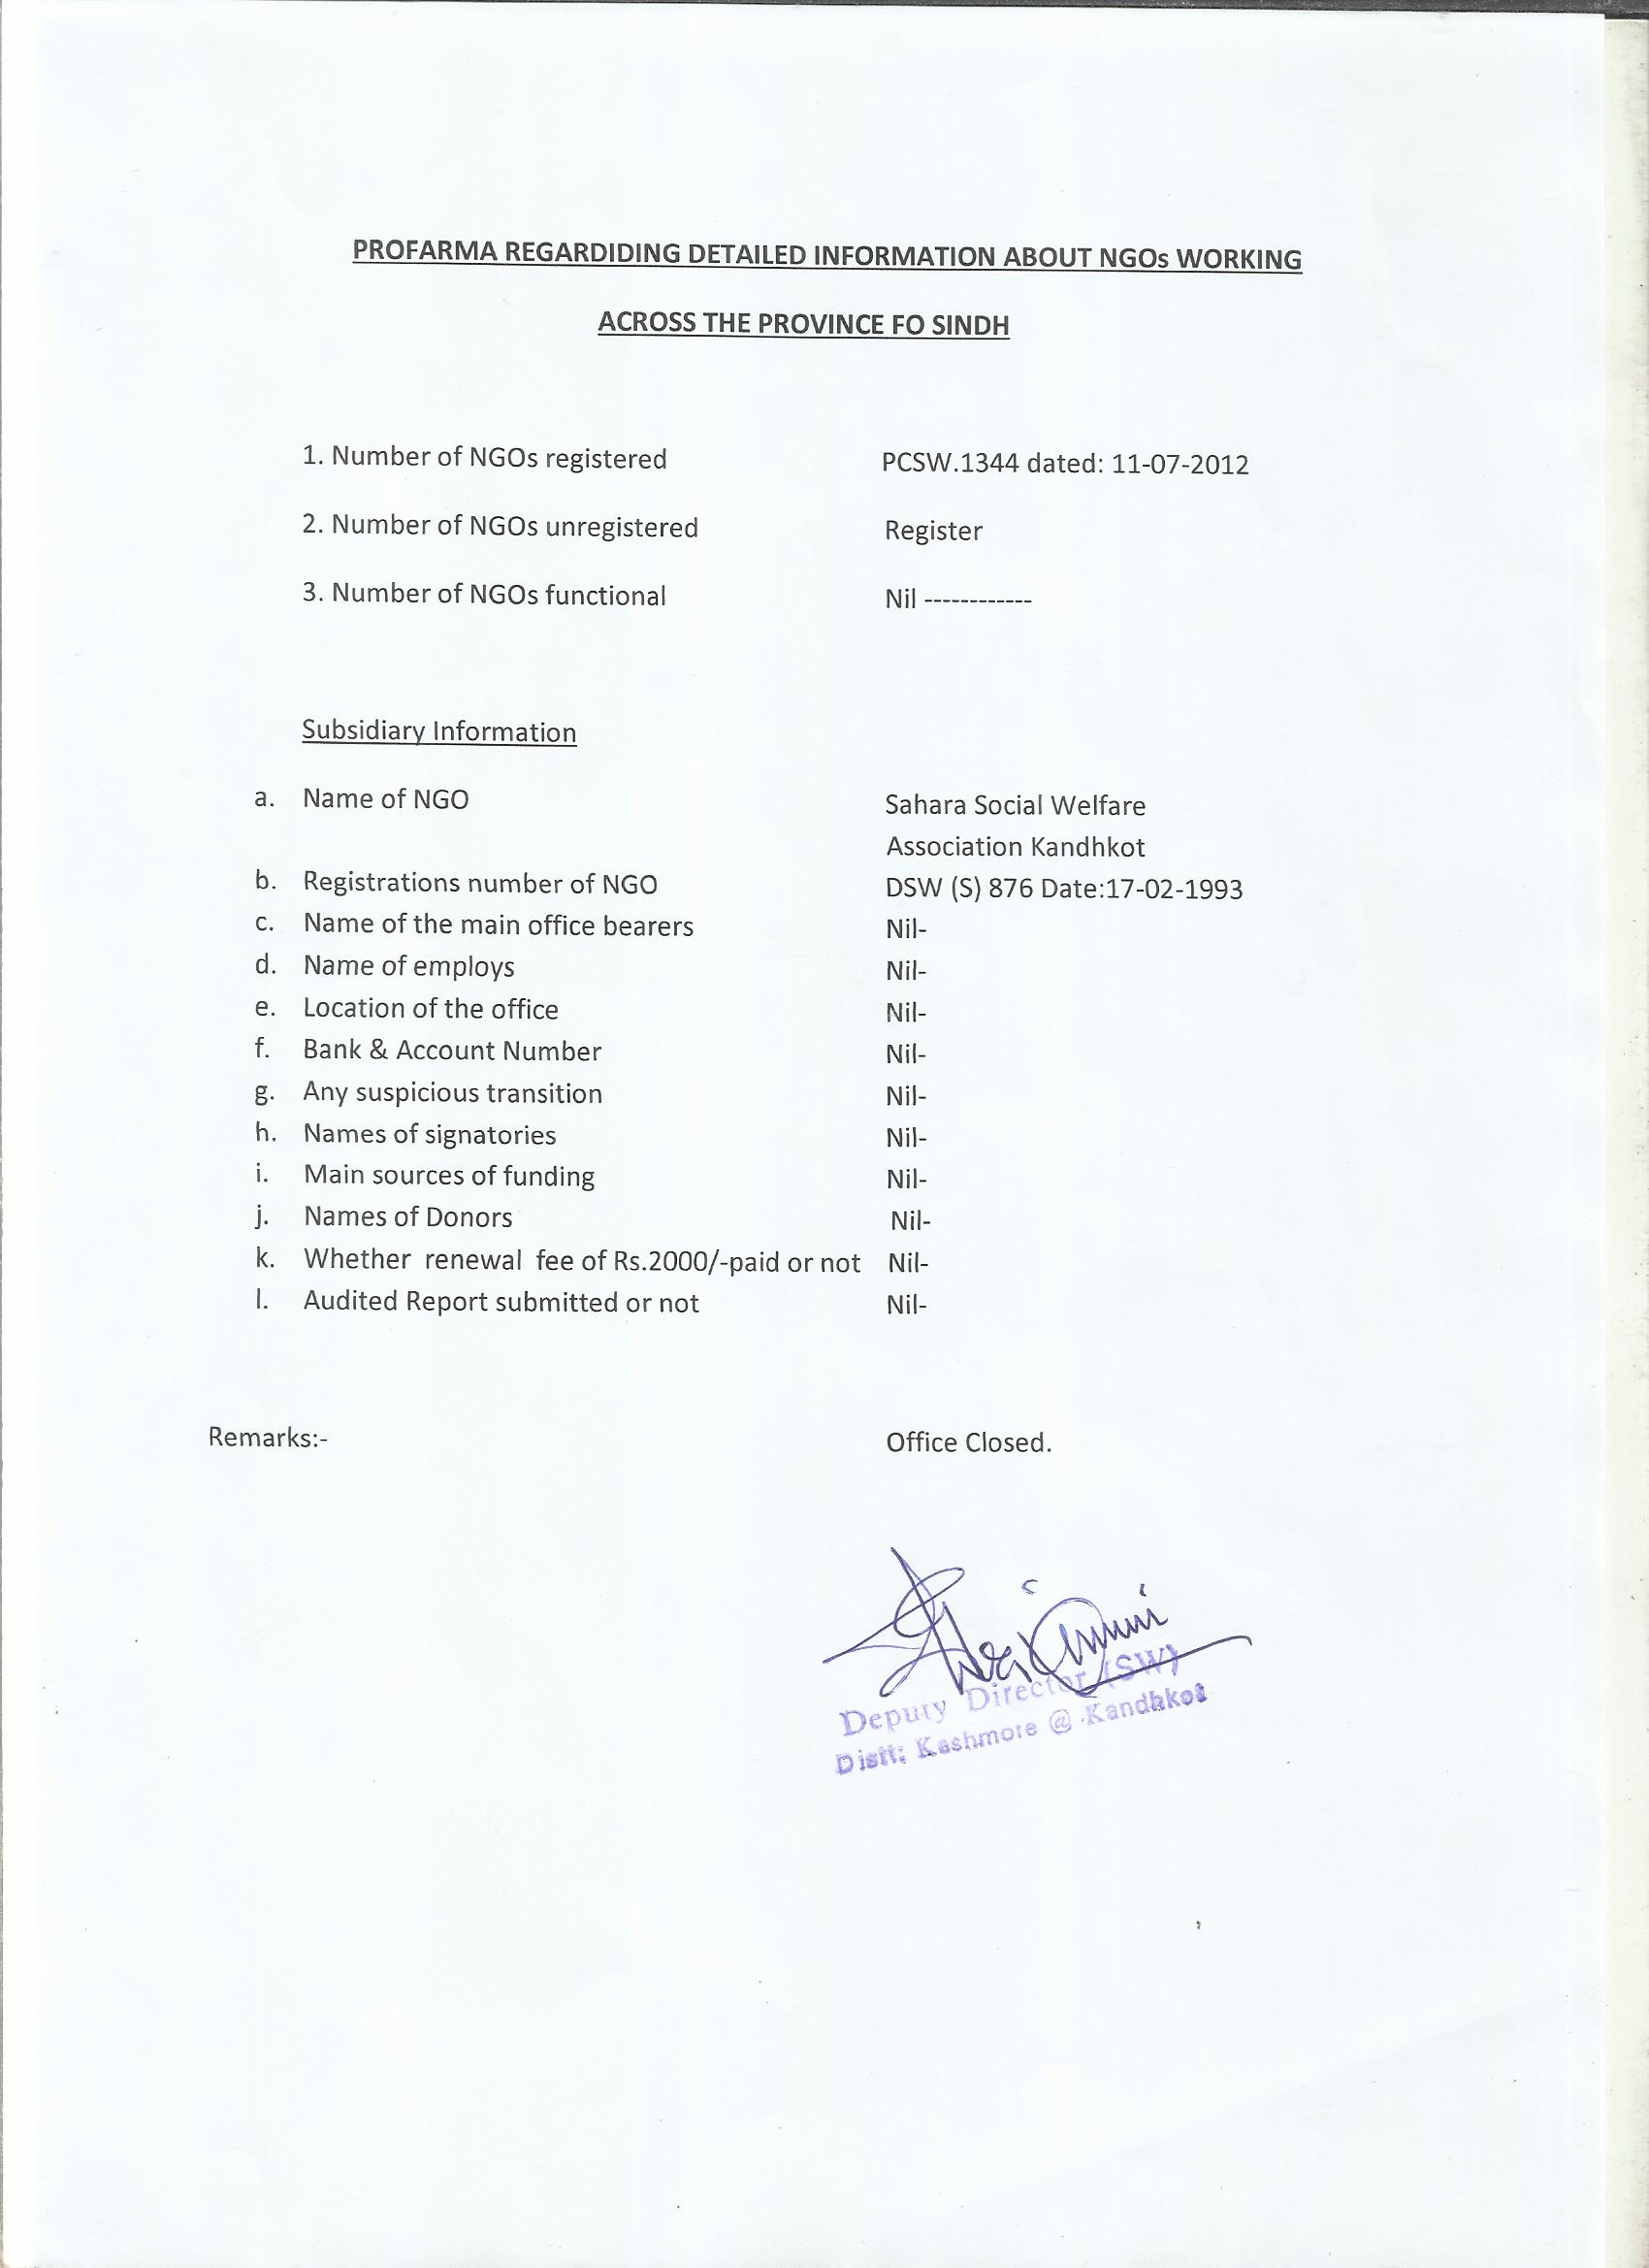 PROFARMA REGARDIDING DETAILED INFORMATION ABOUT NGOs WORKING
ACROSS THE PROVINCE FO SINDH
1. Number of NGOs registered PCSW.1344 dated: 11-07-2012
2. Number of NGOs unregistered Register
3. Number of NGOs functional Nil ------------
Subsidiary Information
a. Name of NGO Sahara Social Welfare
Association Kandhkot
b. Registrations number of NGO DSW (S) 876 Date:17-02-1993
c. Name of the main office bearers Nil-
d. Name of employs Nil-
e. Location of the office Nil-
f. Bank & Account Number Nil-
g. Any suspicious transition Nil-
h. Names of signatories Nil-
i. Main sources of funding Nil-
j. Names of Donors Nil-
k. Whether renewal fee of Rs.2000/-paid or not Nil-
l. Audited Report submitted or not Nil-
Remarks:- Office Closed.
Deputy Director (SW)
Distt: Kashmore @ Kandhkot